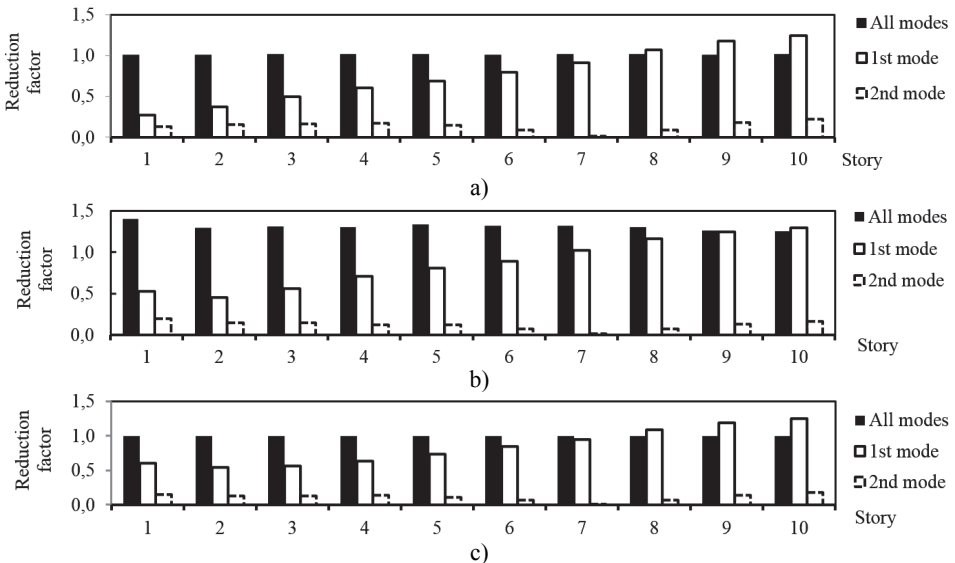 Reduction factor
1,5
1,0
0,5
0,0
1 2 3 4 5 6 7 8 9 10
Story
All modes
1st mode
2nd mode
a)
Reduction factor
1,5
1,0
0,5
0,0
1 2 3 4 5 6 7 8 9 10
Story
All modes
1st mode
2nd mode
b)
Reduction factor
1,5
1,0
0,5
0,0
1 2 3 4 5 6 7 8 9 10
Story
All modes
1st mode
2nd mode
c)